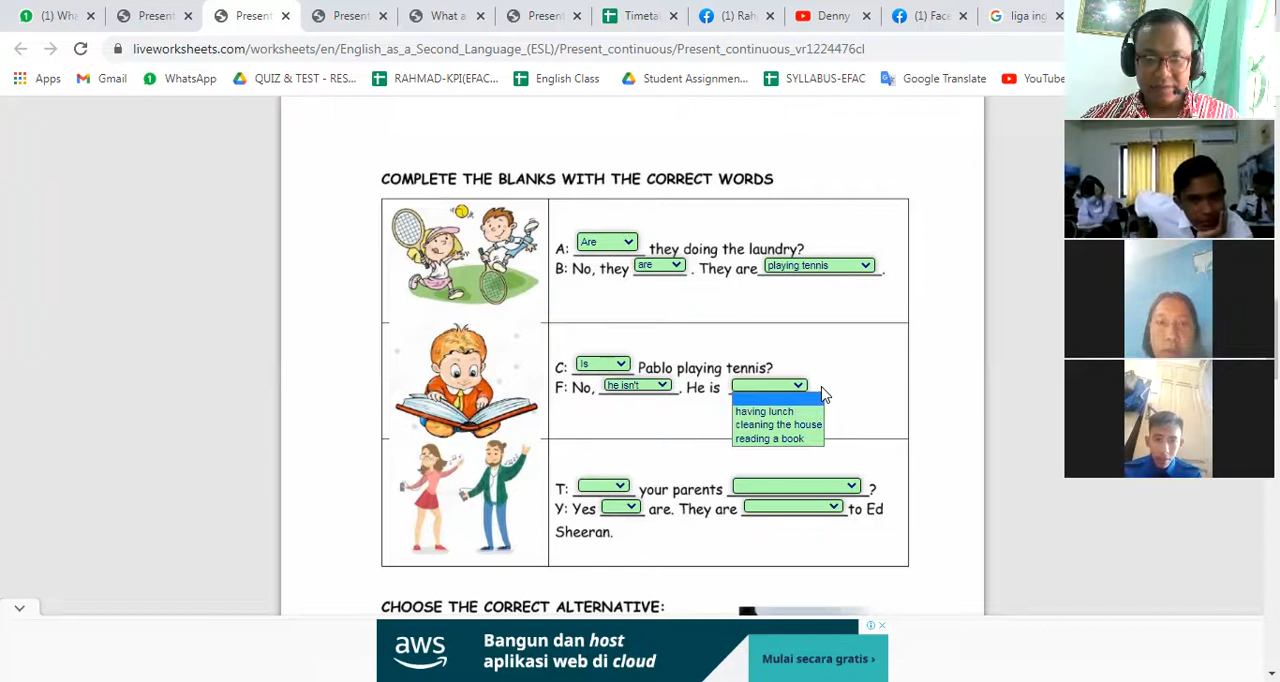 (1) Wh
Present
Present
Present
What a
Present
Timeta
(1) Rah
Denny
(1) Fac
liga ing
liveworksheets.com/worksheets/en/English_as_a_Second_Language_(ESL)/Present_continuous/Present_continuous_vr1224476cl
Apps
Gmail
WhatsApp
QUIZ & TEST - RES...
RAHMAD-KPI(EFAC...
English Class
Student Assignmen...
SYLLABUS-EFAC
Google Translate
YouTube
COMPLETE THE BLANKS WITH THE CORRECT WORDS
A: Are they doing the laundry?
B: No, they are . They are playing tennis .
C: Is Pablo playing tennis?
F: No, he isn't . He is
having lunch
cleaning the house
reading a book
T: your parents ?
Y: Yes are. They are to Ed
Sheeran.
CHOOSE THE CORRECT ALTERNATIVE:
aws
Bangun dan host
aplikasi web di cloud
Mulai secara gratis ›